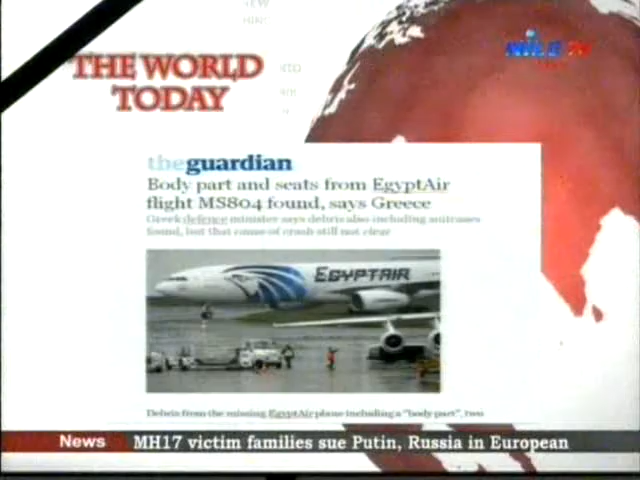 THE WORLD
TODAY
NILE TV
theguardian
Body part and seats from EgyptAir
flight MS804 found, says Greece
Greek defence minister says debris also including suitcases
found, but that cause of crash still not clear
EGYPTAIR
Debris from the missing EgyptAir plane including a "body part", two
News MH17 victim families sue Putin, Russia in European